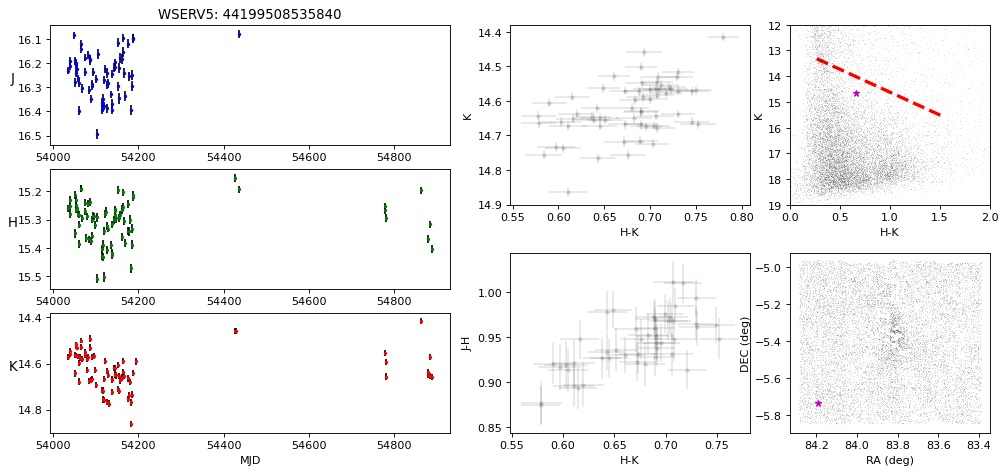 WSERV5: 44199508535840
J
16.1
16.2
16.3
16.4
16.5
54000 54200 54400 54600 54800
H
15.2
15.3
15.4
15.5
54000 54200 54400 54600 54800
K
14.4
14.6
14.8
54000 54200 54400 54600 54800
MJD
K
14.4
14.5
14.6
14.7
14.8
14.9
0.55 0.60 0.65 0.70 0.75 0.80
H-K
K
12
13
14
15
16
17
18
19
0.0 0.5 1.0 1.5 2.0
H-K
J-H
1.00
0.95
0.90
0.85
0.55 0.60 0.65 0.70 0.75
H-K
DEC (deg)
−5.0
−5.2
−5.4
−5.6
−5.8
84.2 84.0 83.8 83.6 83.4
RA (deg)